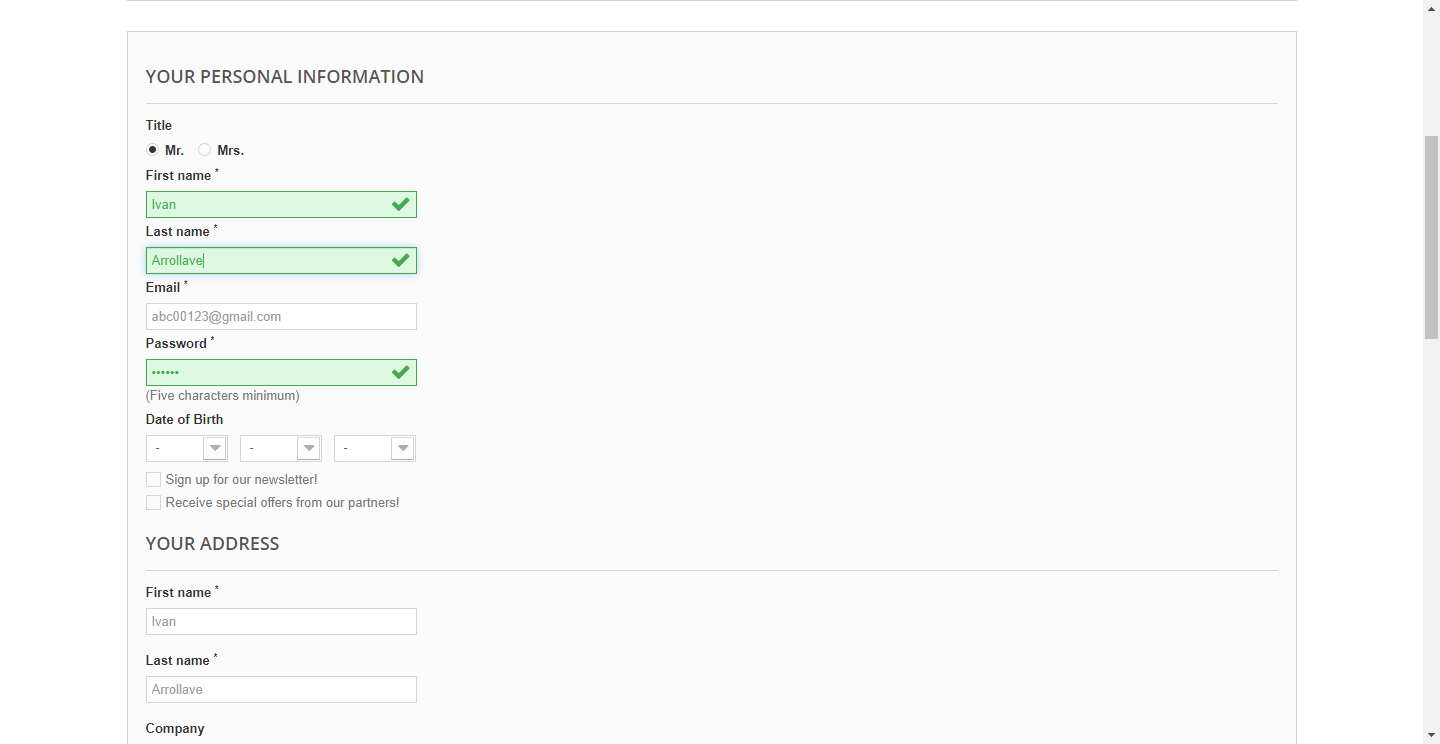 YOUR PERSONAL INFORMATION
Title
Mr. Mrs.
First name *
Ivan
Last name *
Arrollave
Email *
abc00123@gmail.com
Password *
••••••
(Five characters minimum)
Date of Birth
- - -
Sign up for our newsletter!
Receive special offers from our partners!
YOUR ADDRESS
First name *
Ivan
Last name *
Arrollave
Company